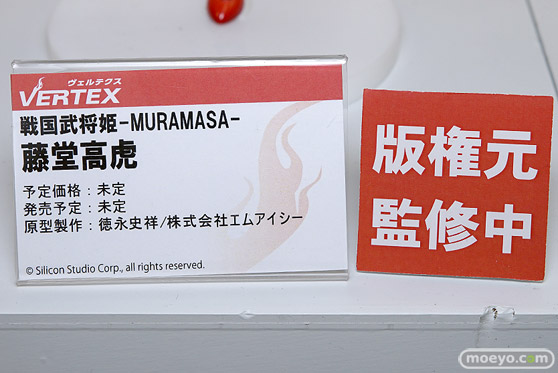 ヴェルテクス
VERTEX
戦国武将姫-MURAMASA-
藤堂高虎
予定価格：未定
発売予定：未定
原型製作：徳永史祥/株式会社エムアイシー
© Silicon Studio Corp., all rights reserved.
版権元
監修中
moeyo.com